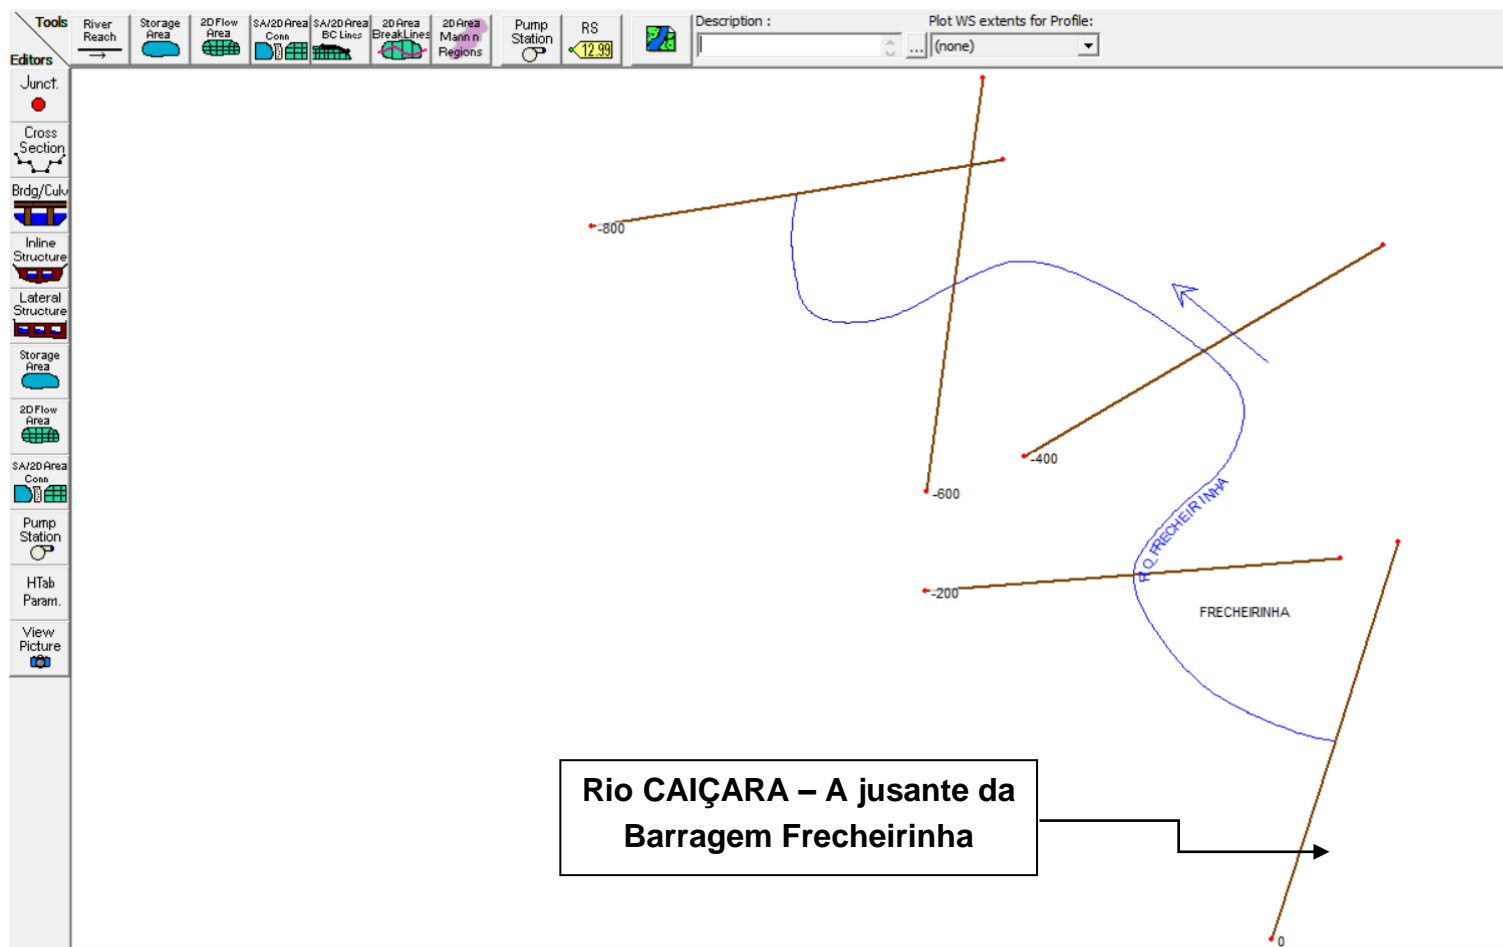 Tools
Editors
River
Reach
Storage
Area
2D Flow
Area
SA/2D Area
Conn
SA/2D Area
BC Lines
2D Area
BreakLines
2D Area
Mann n
Regions
Pump
Station
RS
12.99
Description :
...
Plot WS extents for Profile:
(none)
Junct.
Cross
Section
Brdg/Culv
Inline
Structure
Lateral
Structure
Storage
Area
2D Flow
Area
SA/2D Area
Conn
Pump
Station
HTab
Param.
View
Picture
-800
-600
-400
-200
0
RIO_FRECHEIRINHA
FRECHEIRINHA
Rio CAIÇARA – A jusante da
Barragem Frecheirinha